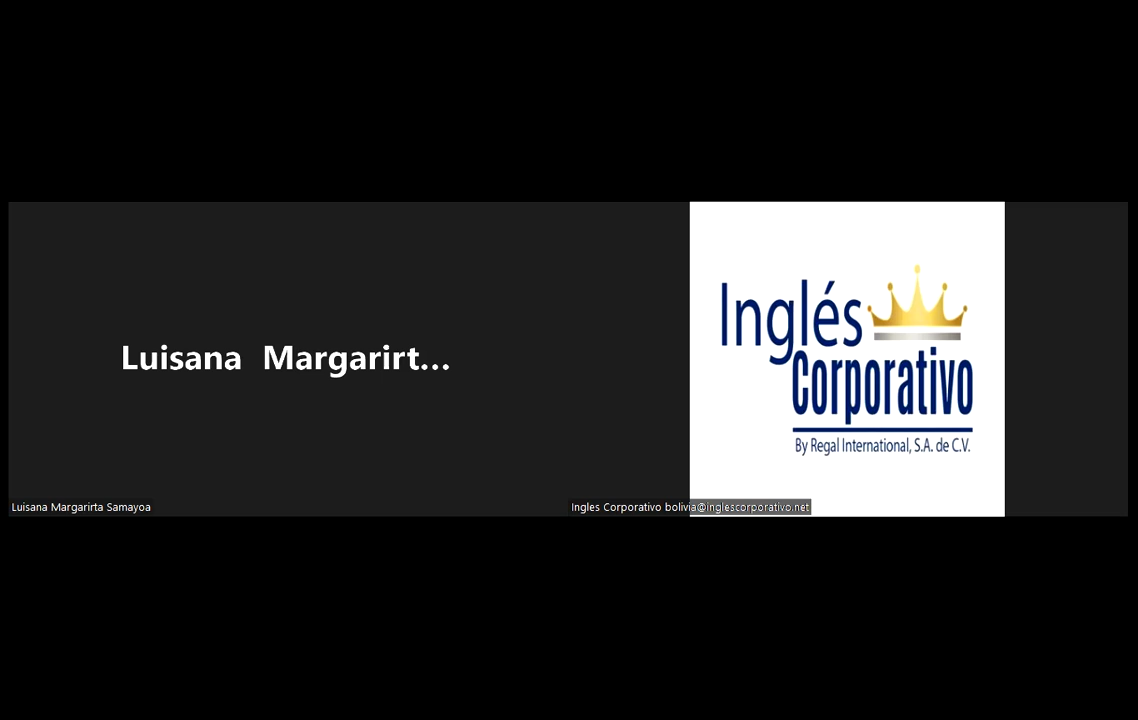 Luisana Margarirt...
Inglés
Corporativo
By Regal International, S.A. de C.V.
Luisana Margarirta Samayoa
Ingles Corporativo bolivia@inglescorporativo.net